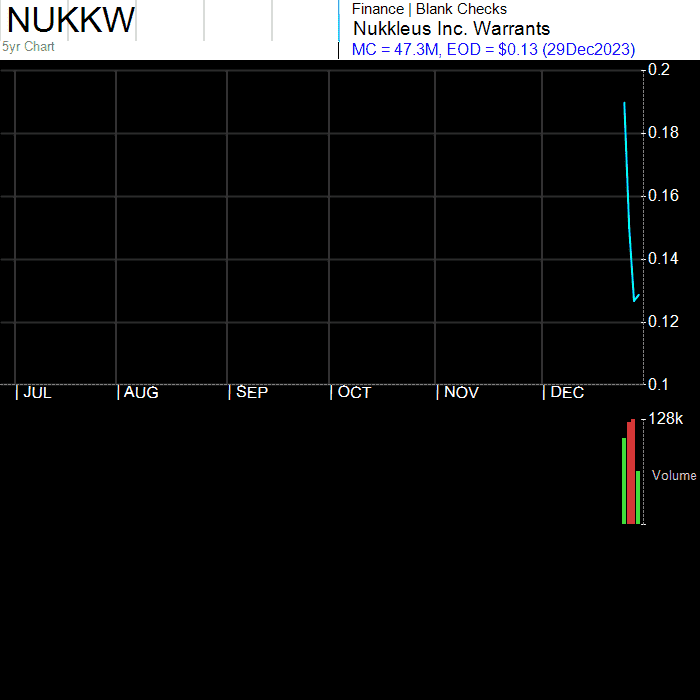 NUKKW
5yr Chart
Finance | Blank Checks
Nukkleus Inc. Warrants
MC = 47.3M, EOD = $0.13 (29Dec2023)
0.2
0.18
0.16
0.14
0.12
0.1
| JUL | AUG | SEP | OCT | NOV | DEC
128k
Volume